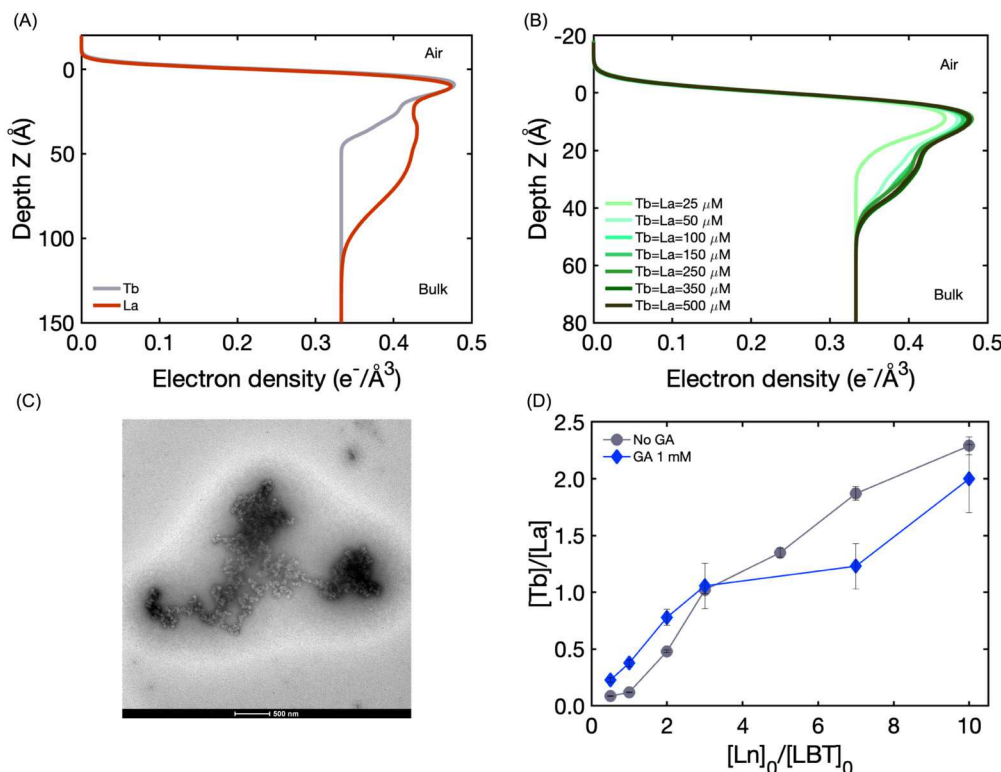 (A)
Air
0
50
100
150
Depth Z (Å)
Tb
La
Bulk
0.0 0.1 0.2 0.3 0.4 0.5
Electron density (e⁻/Å³)
(B)
-20
0
20
40
60
80
Depth Z (Å)
Air
Tb=La=25 μM
Tb=La=50 μM
Tb=La=100 μM
Tb=La=150 μM
Tb=La=250 μM
Tb=La=350 μM
Tb=La=500 μM
Bulk
0.0 0.1 0.2 0.3 0.4 0.5
Electron density (e⁻/Å³)
(C)
500 nm
(D)
No GA
GA 1 mM
2.5
2.0
1.5
1.0
0.5
0.0
[Tb]/[La]
0 2 4 6 8 10
[Ln]₀/[LBT]₀